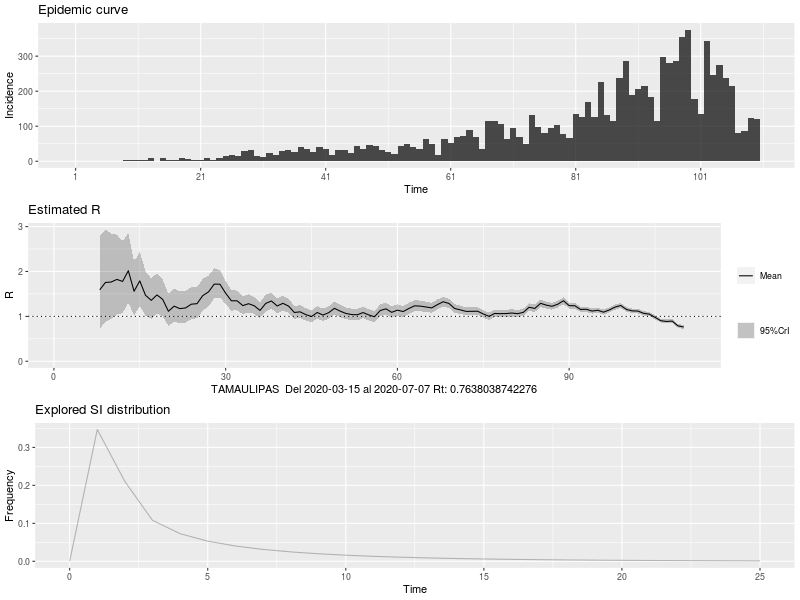 Epidemic curve
Incidence
300
200
100
0
1 21 41 61 81 101
Time
Estimated R
R
3
2
1
0
0 30 60 90
TAMAULIPAS Del 2020-03-15 al 2020-07-07 Rt: 0.7638038742276
Mean
95%CrI
Explored SI distribution
Frequency
0.3
0.2
0.1
0.0
0 5 10 15 20 25
Time